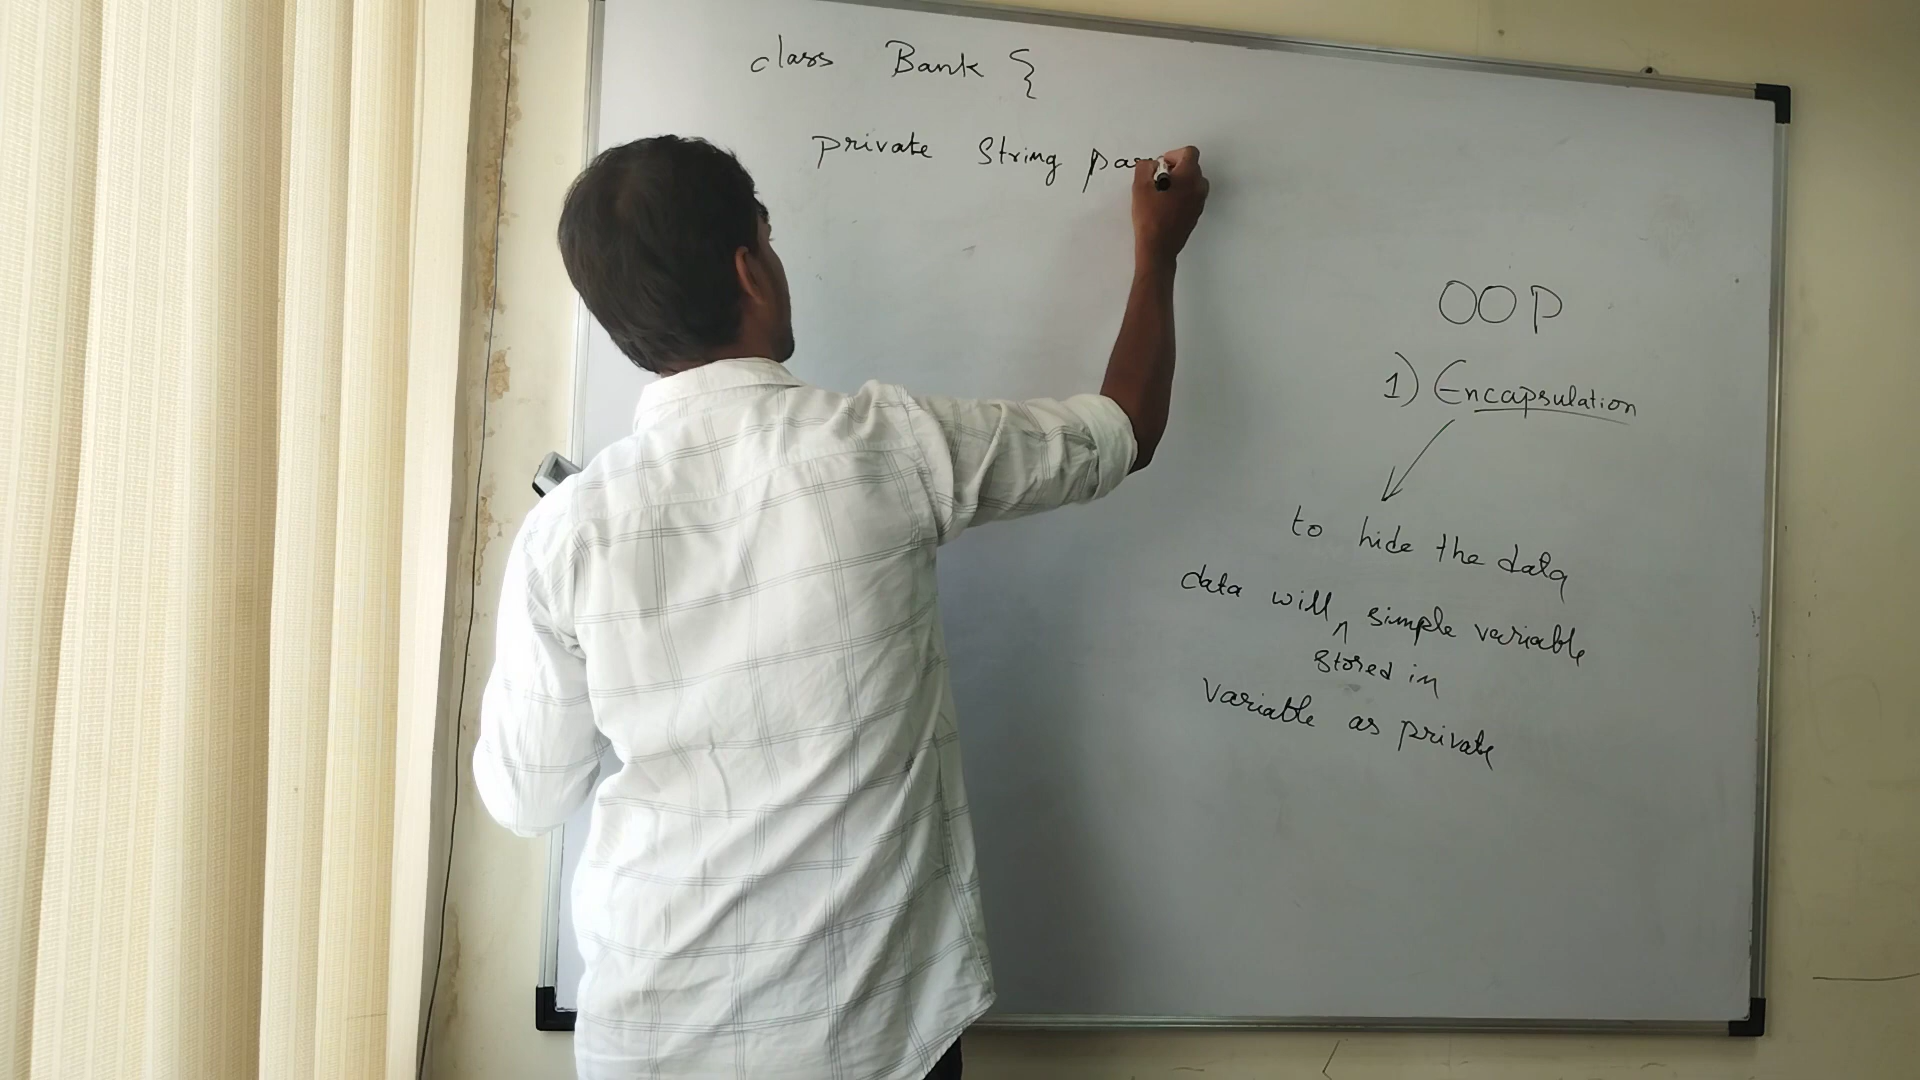 class Bank {
private String pas
OOP
1) Encapsulation
to hide the data
data will ^ simple variable
stored in
variable as private